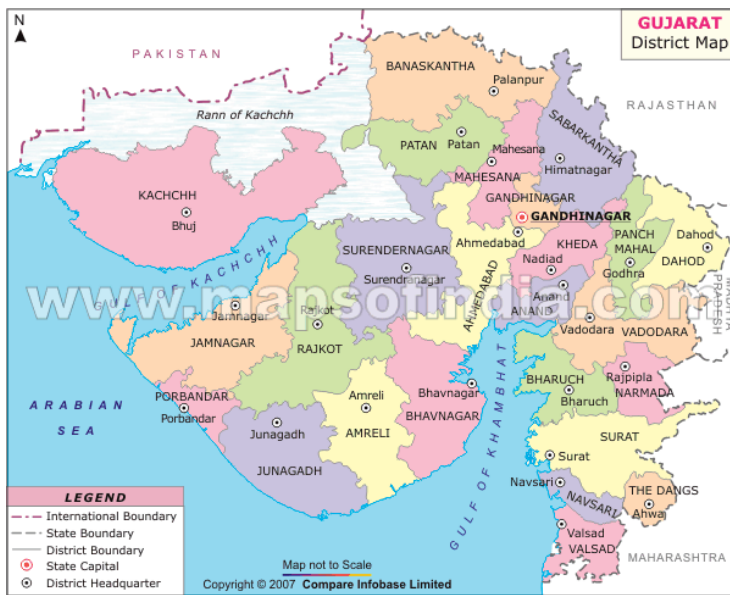 N
GUJARAT
District Map
PAKISTAN
BANASKANTHA
Palanpur
RAJASTHAN
Rann of Kachchh
SABARKANTHA
PATAN
Patan
Mahesana
MAHESANA
Himatnagar
KACHCHH
Bhuj
GANDHINAGAR
GANDHINAGAR
Ahmedabad
PANCH
MAHAL
Dahod
DAHOD
GULF OF KACHCHH
SURENDERNAGAR
Surendranagar
KHEDA
Nadiad
Godhra
AHMEDABAD
Anand
ANAND
MADHYA
PRADESH
www.mapsofindia.com
Jamnagar
JAMNAGAR
Rajkot
RAJKOT
Vadodara
VADODARA
PORBANDAR
Porbandar
Amreli
AMRELI
Bhavnagar
BHAVNAGAR
BHARUCH
Bharuch
Rajpipla
NARMADA
ARABIAN
SEA
Junagadh
JUNAGADH
GULF OF KHAMBHAT
SURAT
Surat
Navsari
NAVSARI
THE DANGS
Ahwa
Valsad
VALSAD
MAHARASHTRA
LEGEND
International Boundary
State Boundary
District Boundary
State Capital
District Headquarter
Map not to Scale
Copyright © 2007 Compare Infobase Limited